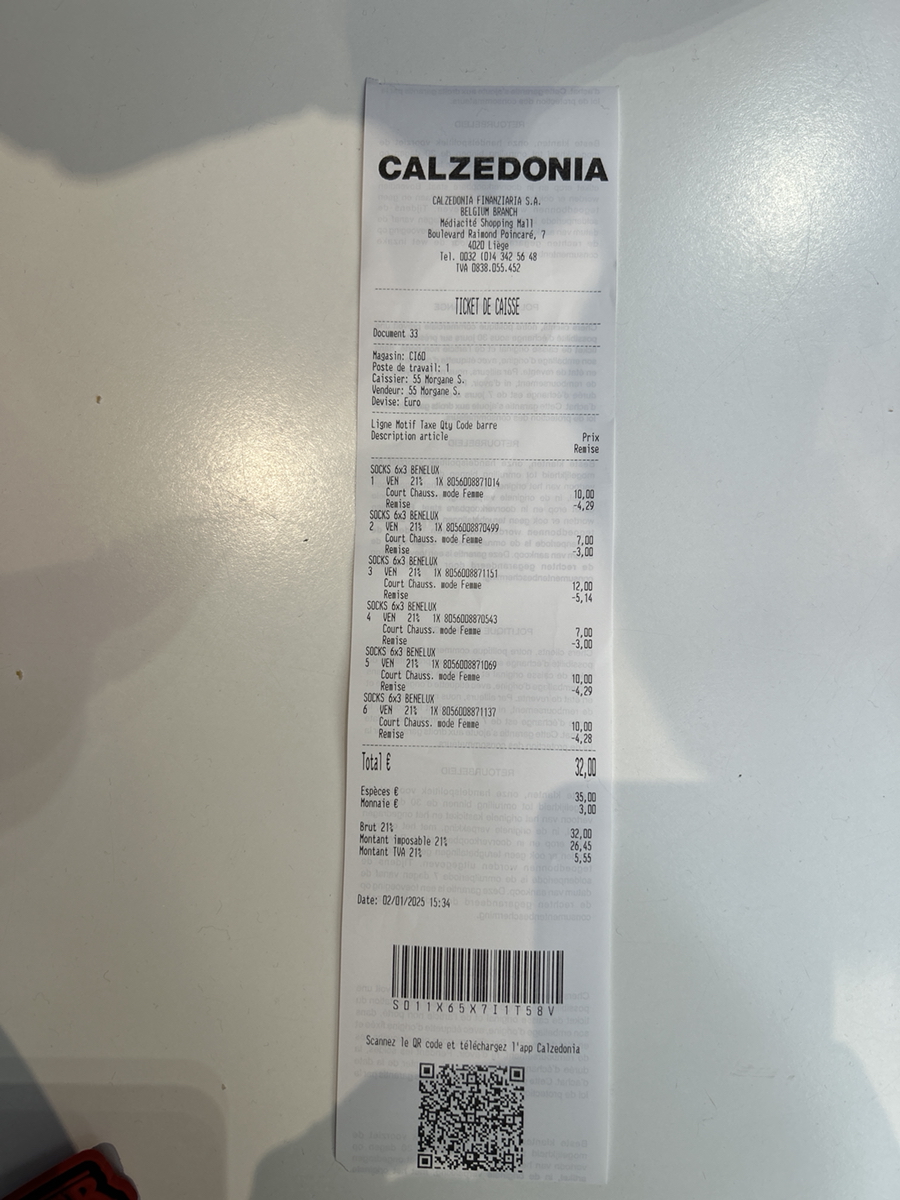 CALZEDONIA
CALZEDONIA FINANZIARIA S.A.
BELGIUM BRANCH
Médiacité Shopping Mall
Boulevard Raimond Poincaré, 7
4020 Liège
Tel. 0032 (0)4 342 56 48
TVA 0838.055.452
TICKET DE CAISSE
Document 33
Magasin: CI60
Poste de travail: 1
Caissier: 55 Morgane S.
Vendeur: 55 Morgane S.
Devise: Euro
Ligne Motif Taxe Qty Code barre
Description article Prix
Remise
SOCKS 6x3 BENELUX
1 VEN 21% 1X 8056008871014
Court Chauss. mode Femme 10,00
Remise -4,29
SOCKS 6x3 BENELUX
2 VEN 21% 1X 8056008870499
Court Chauss. mode Femme 7,00
Remise -3,00
SOCKS 6x3 BENELUX
3 VEN 21% 1X 8056008871151
Court Chauss. mode Femme 12,00
Remise -5,14
SOCKS 6x3 BENELUX
4 VEN 21% 1X 8056008870543
Court Chauss. mode Femme 7,00
Remise -3,00
SOCKS 6x3 BENELUX
5 VEN 21% 1X 8056008871069
Court Chauss. mode Femme 10,00
Remise -4,29
SOCKS 6x3 BENELUX
6 VEN 21% 1X 8056008871137
Court Chauss. mode Femme 10,00
Remise -4,28
Total € 32,00
Espèces € 35,00
Monnaie € 3,00
Brut 21% 32,00
Montant imposable 21% 26,45
Montant TVA 21% 5,55
Date: 02/01/2025 15:34
S011X65X7I1T58V
Scannez le QR code et téléchargez l'app Calzedonia